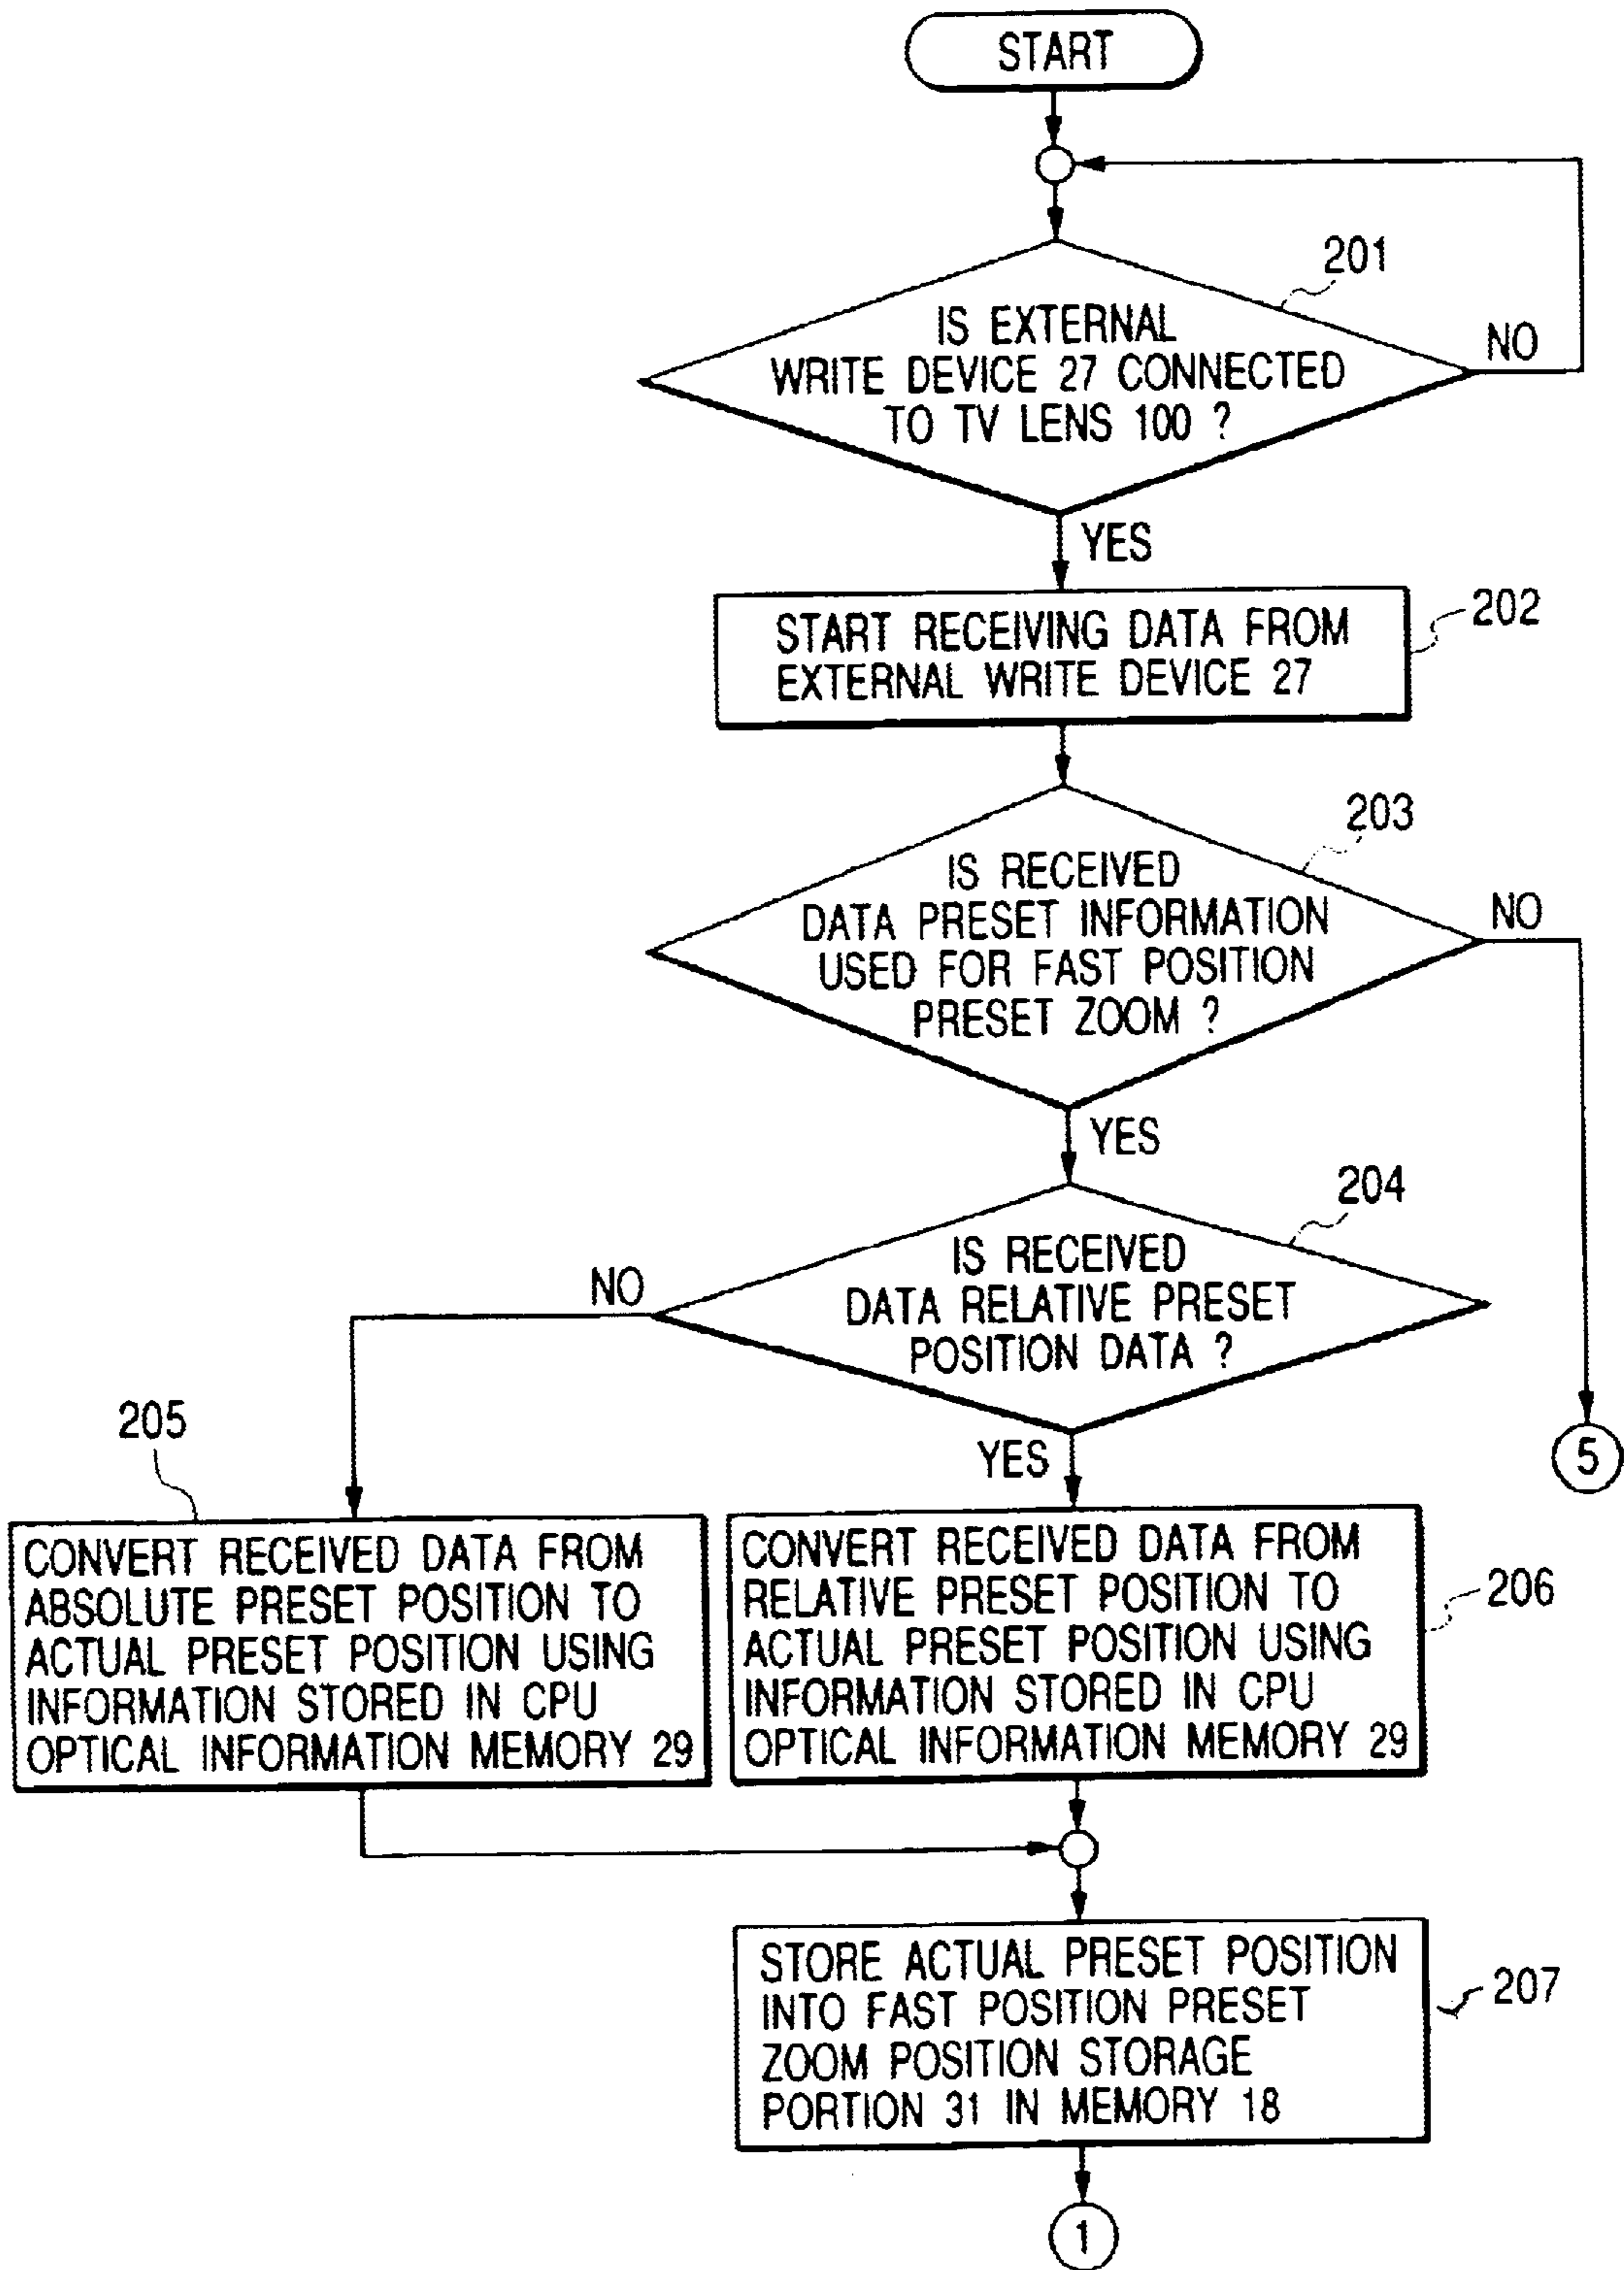 START
201
IS EXTERNAL
WRITE DEVICE 27 CONNECTED
TO TV LENS 100 ?
NO
YES
START RECEIVING DATA FROM
EXTERNAL WRITE DEVICE 27
202
203
IS RECEIVED
DATA PRESET INFORMATION
USED FOR FAST POSITION
PRESET ZOOM ?
NO
YES
204
IS RECEIVED
DATA RELATIVE PRESET
POSITION DATA ?
NO
YES
5
205
CONVERT RECEIVED DATA FROM
ABSOLUTE PRESET POSITION TO
ACTUAL PRESET POSITION USING
INFORMATION STORED IN CPU
OPTICAL INFORMATION MEMORY 29
CONVERT RECEIVED DATA FROM
RELATIVE PRESET POSITION TO
ACTUAL PRESET POSITION USING
INFORMATION STORED IN CPU
OPTICAL INFORMATION MEMORY 29
206
STORE ACTUAL PRESET POSITION
INTO FAST POSITION PRESET
ZOOM POSITION STORAGE
PORTION 31 IN MEMORY 18
207
1